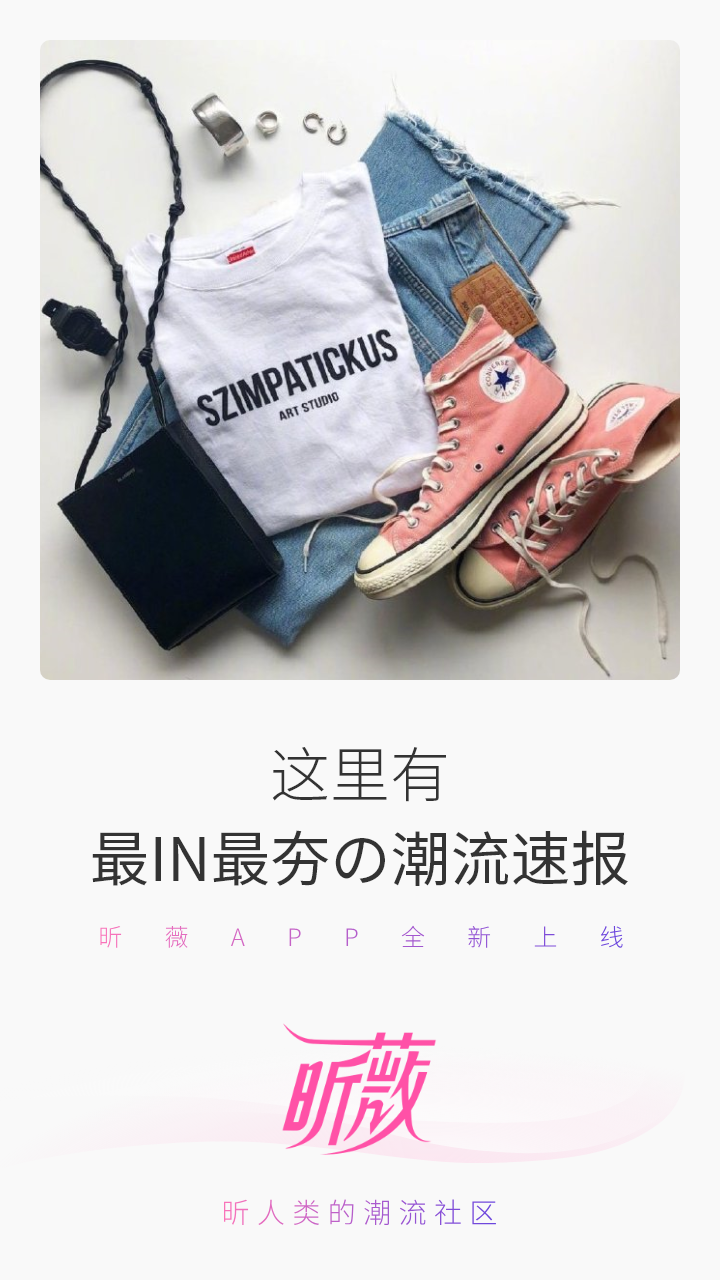 SZIMPATICKUS
ART STUDIO
CONVERSE
ALL STAR
这里有
最IN最夯の潮流速报
昕薇APP全新上线
昕薇
昕人类的潮流社区